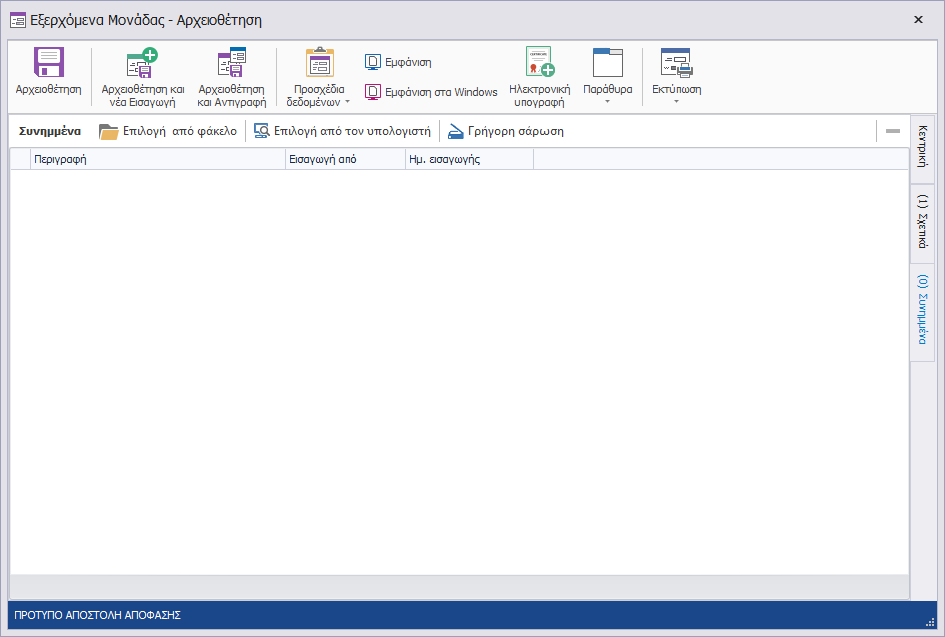 Εξερχόμενα Μονάδας - Αρχειοθέτηση
Αρχειοθέτηση
Αρχειοθέτηση και
νέα Εισαγωγή
Αρχειοθέτηση
και Αντιγραφή
Προσχέδια
δεδομένων
Εμφάνιση
Εμφάνιση στα Windows
Ηλεκτρονική
υπογραφή
Παράθυρα
Εκτύπωση
Συνημμένα
Επιλογή από φάκελο
Επιλογή από τον υπολογιστή
Γρήγορη σάρωση
Περιγραφή
Εισαγωγή από
Ημ. εισαγωγής
Κεντρική
(1) Σχετικά
(0) Συνημμένα
ΠΡΟΤΥΠΟ ΑΠΟΣΤΟΛΗ ΑΠΟΦΑΣΗΣ